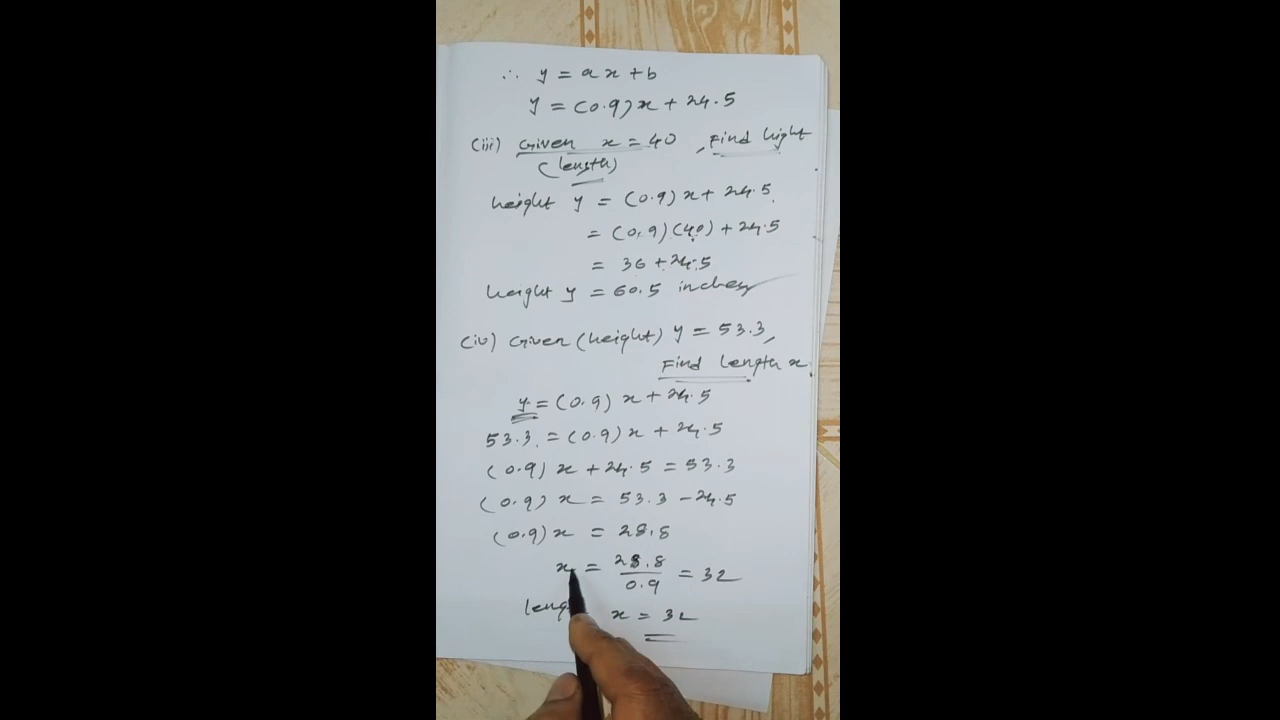 ∴ y = ax + b
y = (0.9)x + 24.5
(iii) Given x = 40, Find hight
(length)
height y = (0.9)x + 24.5
= (0.9)(40) + 24.5
= 36 + 24.5
height y = 60.5 inches
(iv) Given (height) y = 53.3,
Find length x.
y = (0.9)x + 24.5
53.3 = (0.9)x + 24.5
(0.9)x + 24.5 = 53.3
(0.9)x = 53.3 - 24.5
(0.9)x = 28.8
x = 28.8/0.9 = 32
x = 32